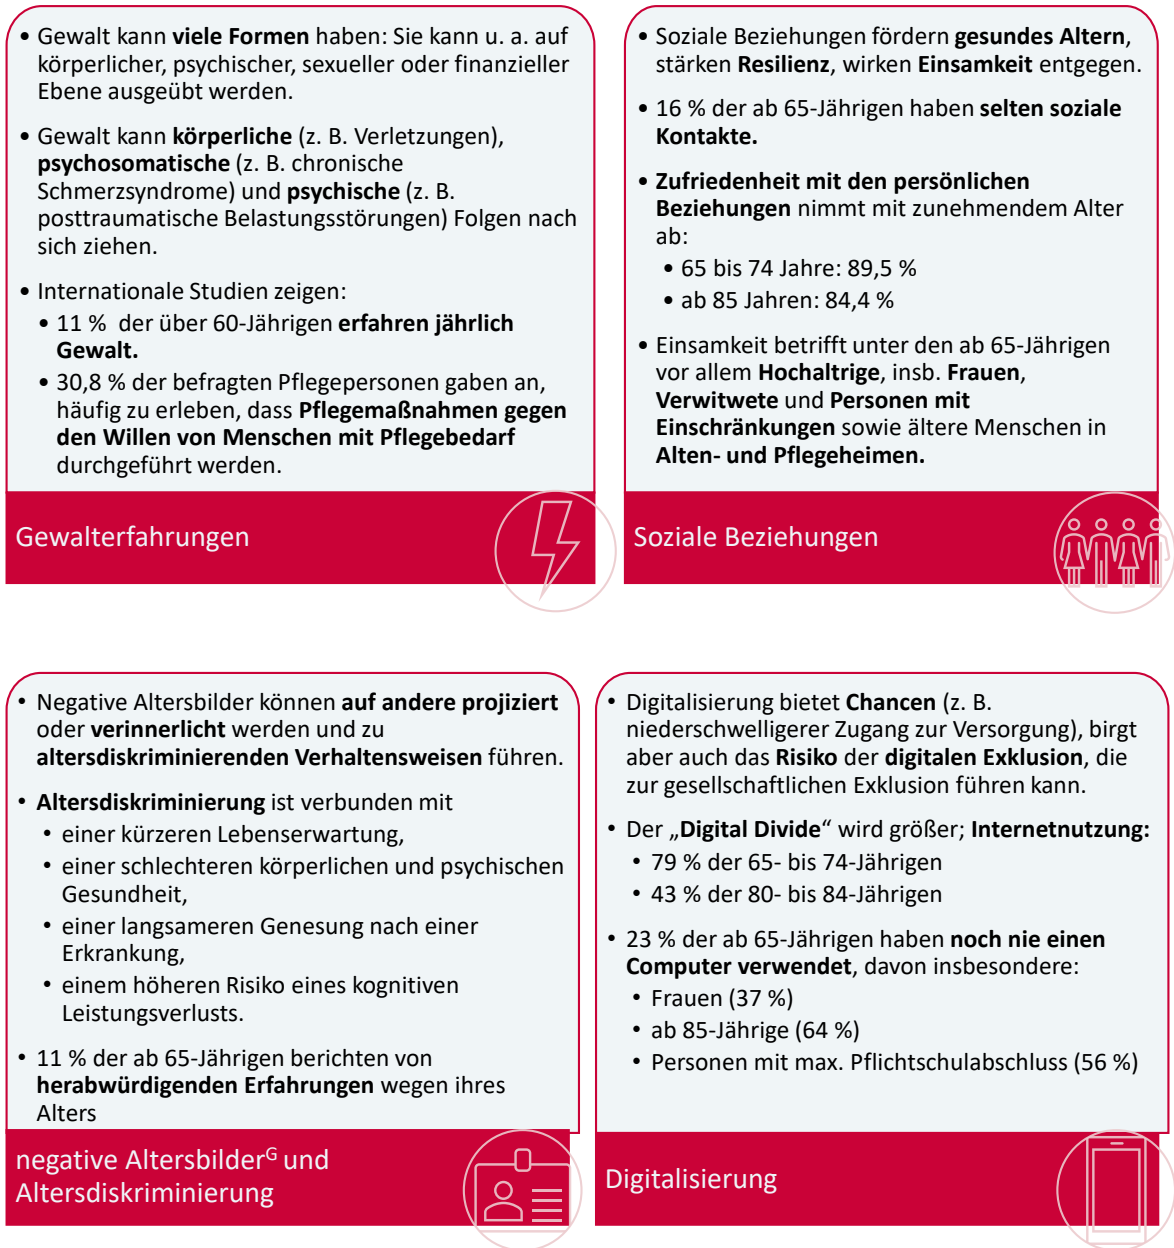 • Gewalt kann viele Formen haben: Sie kann u. a. auf
körperlicher, psychischer, sexueller oder finanzieller
Ebene ausgeübt werden.
• Gewalt kann körperliche (z. B. Verletzungen),
psychosomatische (z. B. chronische
Schmerzsyndrome) und psychische (z. B.
posttraumatische Belastungsstörungen) Folgen nach
sich ziehen.
• Internationale Studien zeigen:
• 11 % der über 60-Jährigen erfahren jährlich
Gewalt.
• 30,8 % der befragten Pflegepersonen gaben an,
häufig zu erleben, dass Pflegemaßnahmen gegen
den Willen von Menschen mit Pflegebedarf
durchgeführt werden.
Gewalterfahrungen
• Soziale Beziehungen fördern gesundes Altern,
stärken Resilienz, wirken Einsamkeit entgegen.
• 16 % der ab 65-Jährigen haben selten soziale
Kontakte.
• Zufriedenheit mit den persönlichen
Beziehungen nimmt mit zunehmendem Alter
ab:
• 65 bis 74 Jahre: 89,5 %
• ab 85 Jahren: 84,4 %
• Einsamkeit betrifft unter den ab 65-Jährigen
vor allem Hochaltrige, insb. Frauen,
Verwitwete und Personen mit
Einschränkungen sowie ältere Menschen in
Alten- und Pflegeheimen.
Soziale Beziehungen
• Negative Altersbilder können auf andere projiziert
oder verinnerlicht werden und zu
altersdiskriminierenden Verhaltensweisen führen.
• Altersdiskriminierung ist verbunden mit
• einer kürzeren Lebenserwartung,
• einer schlechteren körperlichen und psychischen
Gesundheit,
• einer langsameren Genesung nach einer
Erkrankung,
• einem höheren Risiko eines kognitiven
Leistungsverlusts.
• 11 % der ab 65-Jährigen berichten von
herabwürdigenden Erfahrungen wegen ihres
Alters
negative Altersbilderᴳ und
Altersdiskriminierung
• Digitalisierung bietet Chancen (z. B.
niederschwelligerer Zugang zur Versorgung), birgt
aber auch das Risiko der digitalen Exklusion, die
zur gesellschaftlichen Exklusion führen kann.
• Der „Digital Divide“ wird größer; Internetnutzung:
• 79 % der 65- bis 74-Jährigen
• 43 % der 80- bis 84-Jährigen
• 23 % der ab 65-Jährigen haben noch nie einen
Computer verwendet, davon insbesondere:
• Frauen (37 %)
• ab 85-Jährige (64 %)
• Personen mit max. Pflichtschulabschluss (56 %)
Digitalisierung